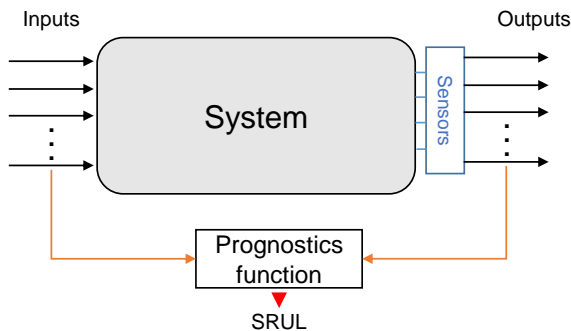 Inputs
Outputs
System
Sensors
Prognostics
function
SRUL